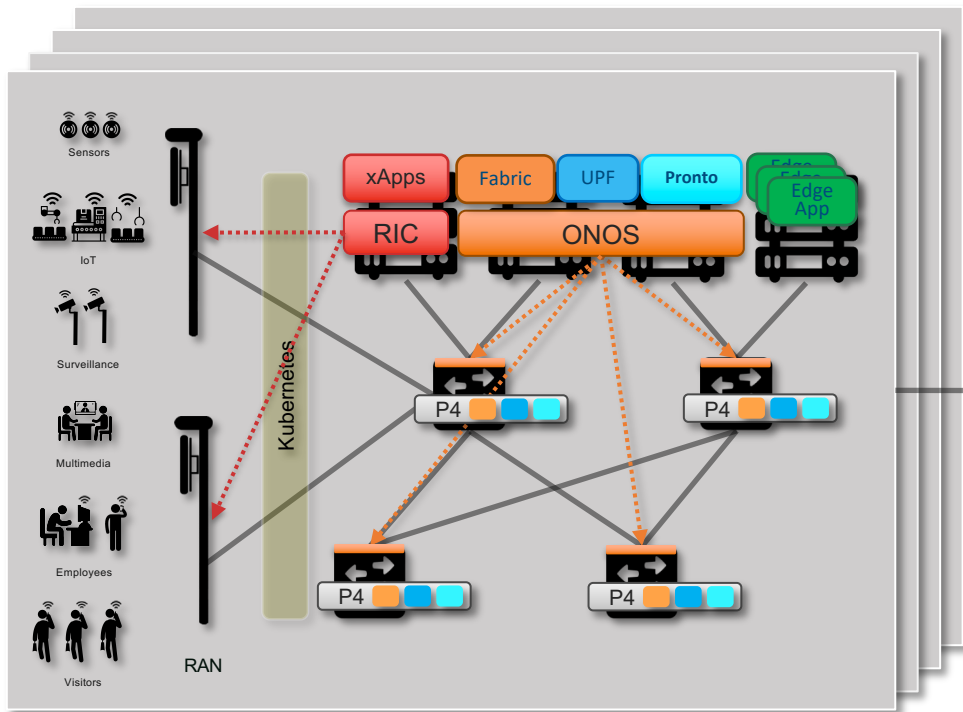 Sensors
IoT
Surveillance
Multimedia
Employees
Visitors
RAN
Kubernetes
xApps
Fabric
UPF
Pronto
Edge
Edge
Edge
App
RIC
ONOS
P4
P4
P4
P4